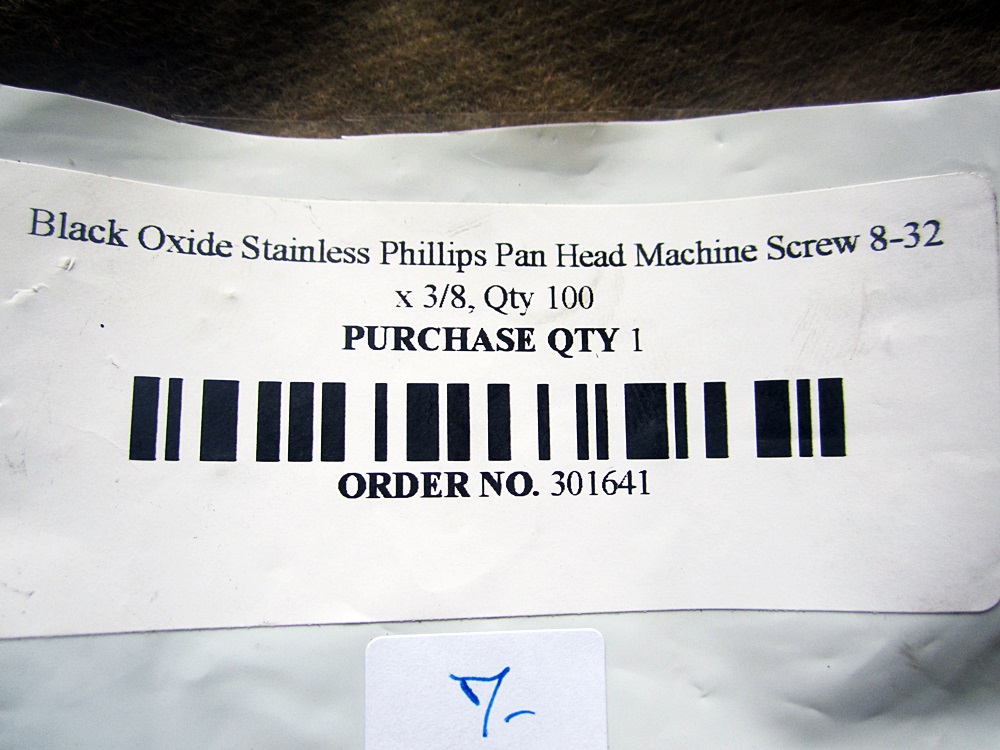 Black Oxide Stainless Phillips Pan Head Machine Screw 8-32
x 3/8, Qty 100
PURCHASE QTY 1
ORDER NO. 301641
7-